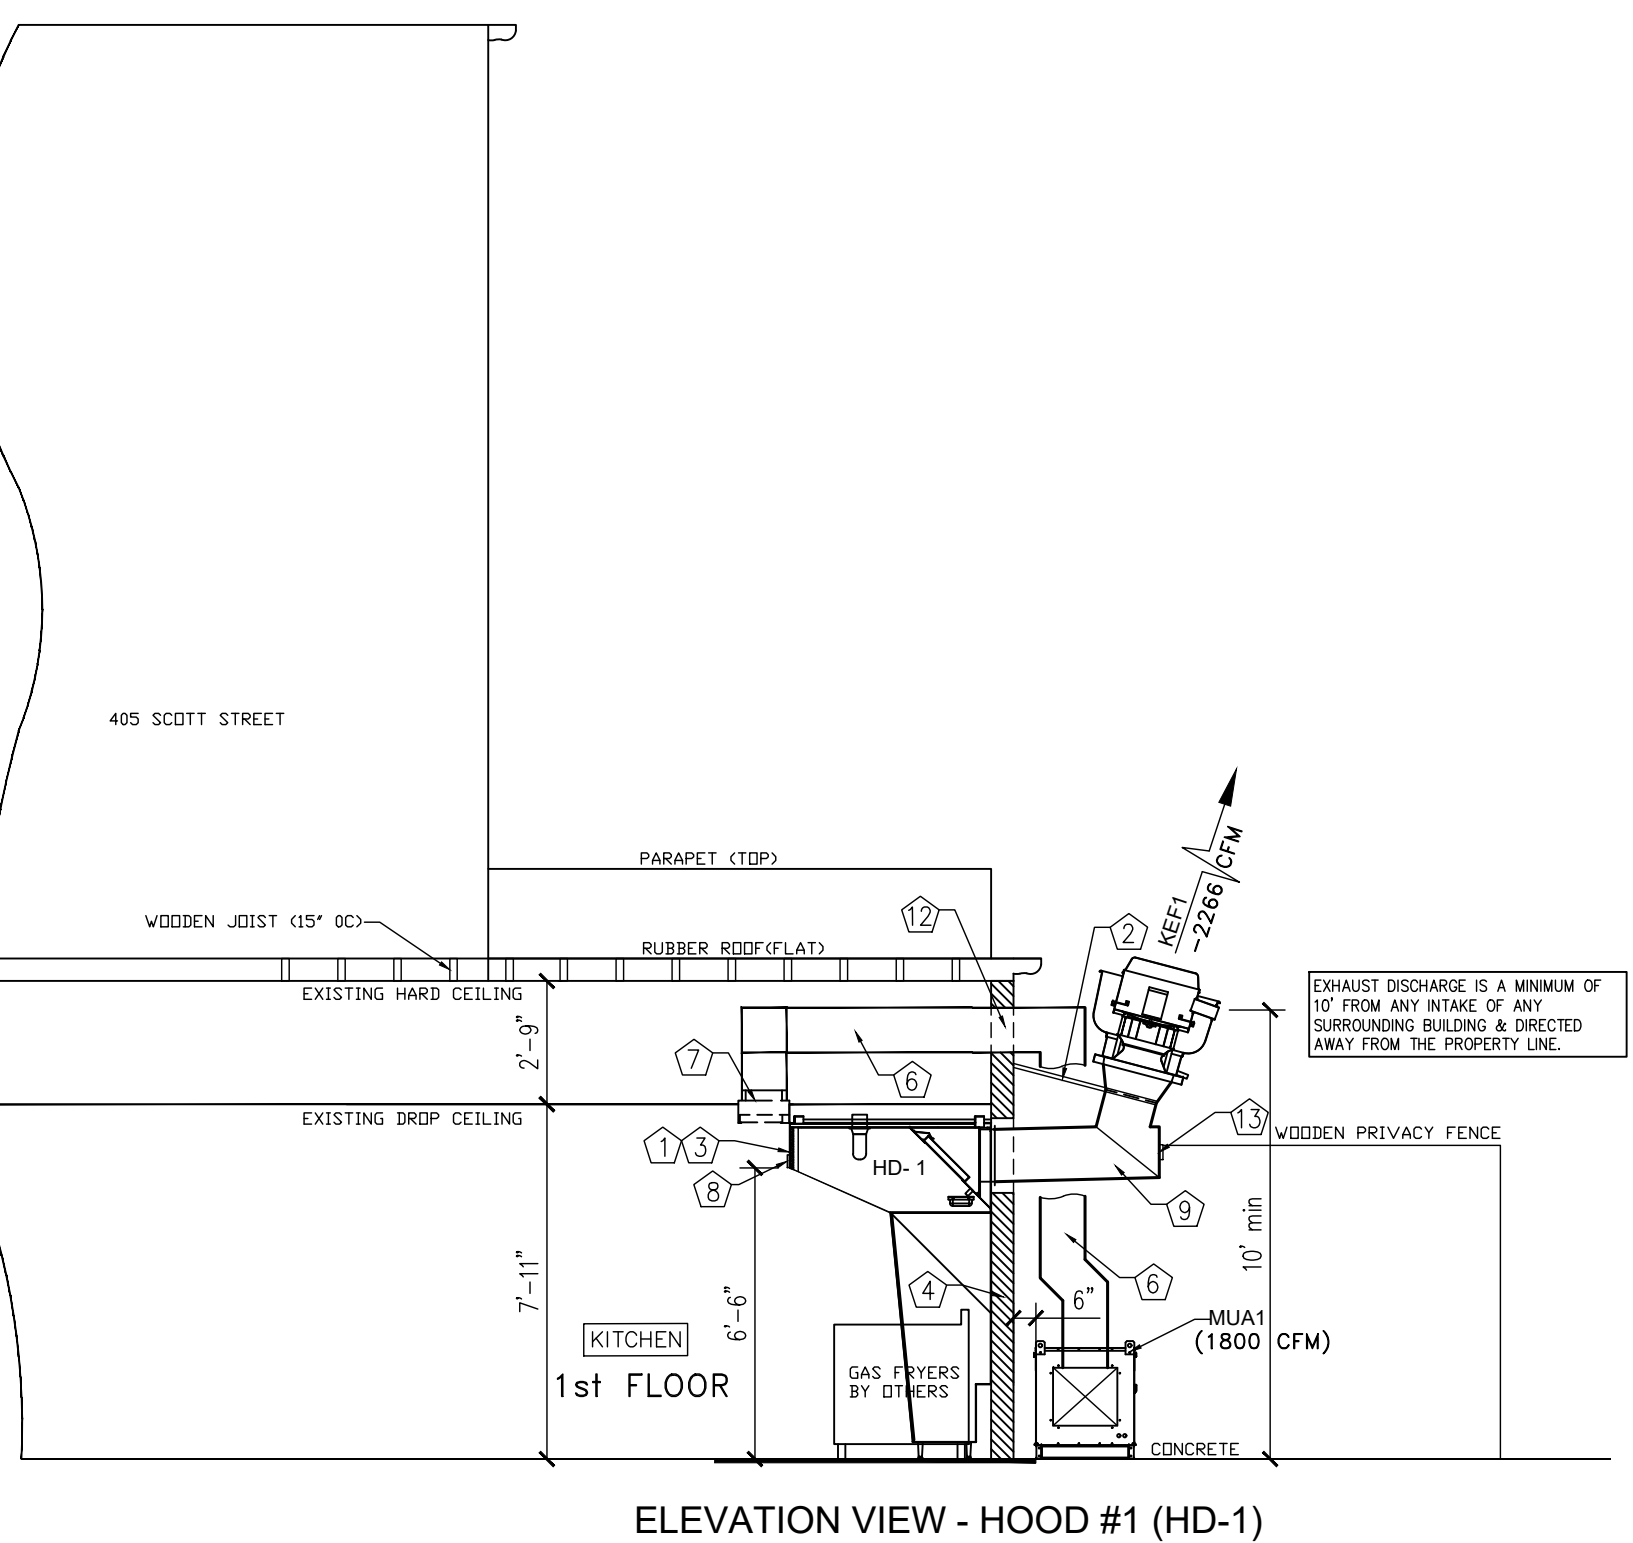 405 SCOTT STREET
PARAPET (TOP)
WOODEN JOIST (15" OC)
RUBBER ROOF(FLAT)
12
2
KEF1
-2266 CFM
EXISTING HARD CEILING
EXHAUST DISCHARGE IS A MINIMUM OF
10' FROM ANY INTAKE OF ANY
SURROUNDING BUILDING & DIRECTED
AWAY FROM THE PROPERTY LINE.
2'-9"
7
6
EXISTING DROP CEILING
13
WOODEN PRIVACY FENCE
1
3
8
HD- 1
9
10' min
7'-11"
6'-6"
4
6"
6
MUA1
(1800 CFM)
KITCHEN
1st FLOOR
GAS FRYERS
BY OTHERS
CONCRETE
ELEVATION VIEW - HOOD #1 (HD-1)